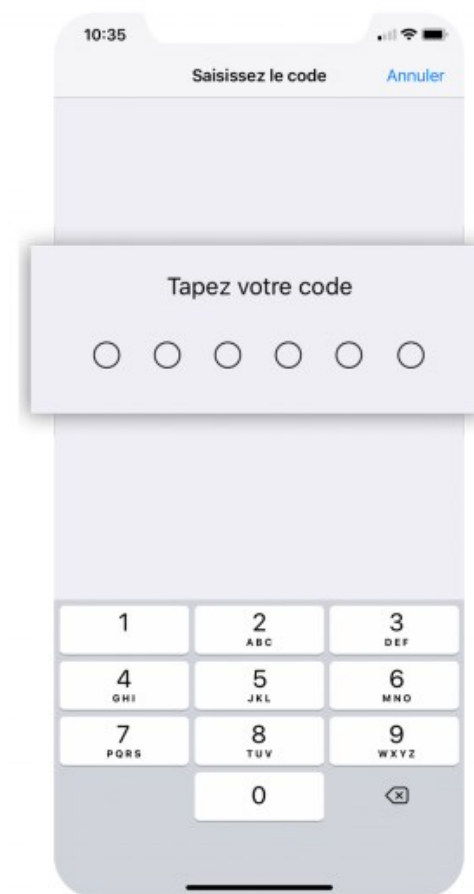 10:35
Saisissez le code Annuler
Tapez votre code
1 2 3
ABC DEF
4 5 6
GHI JKL MNO
7 8 9
PQRS TUV WXYZ
0